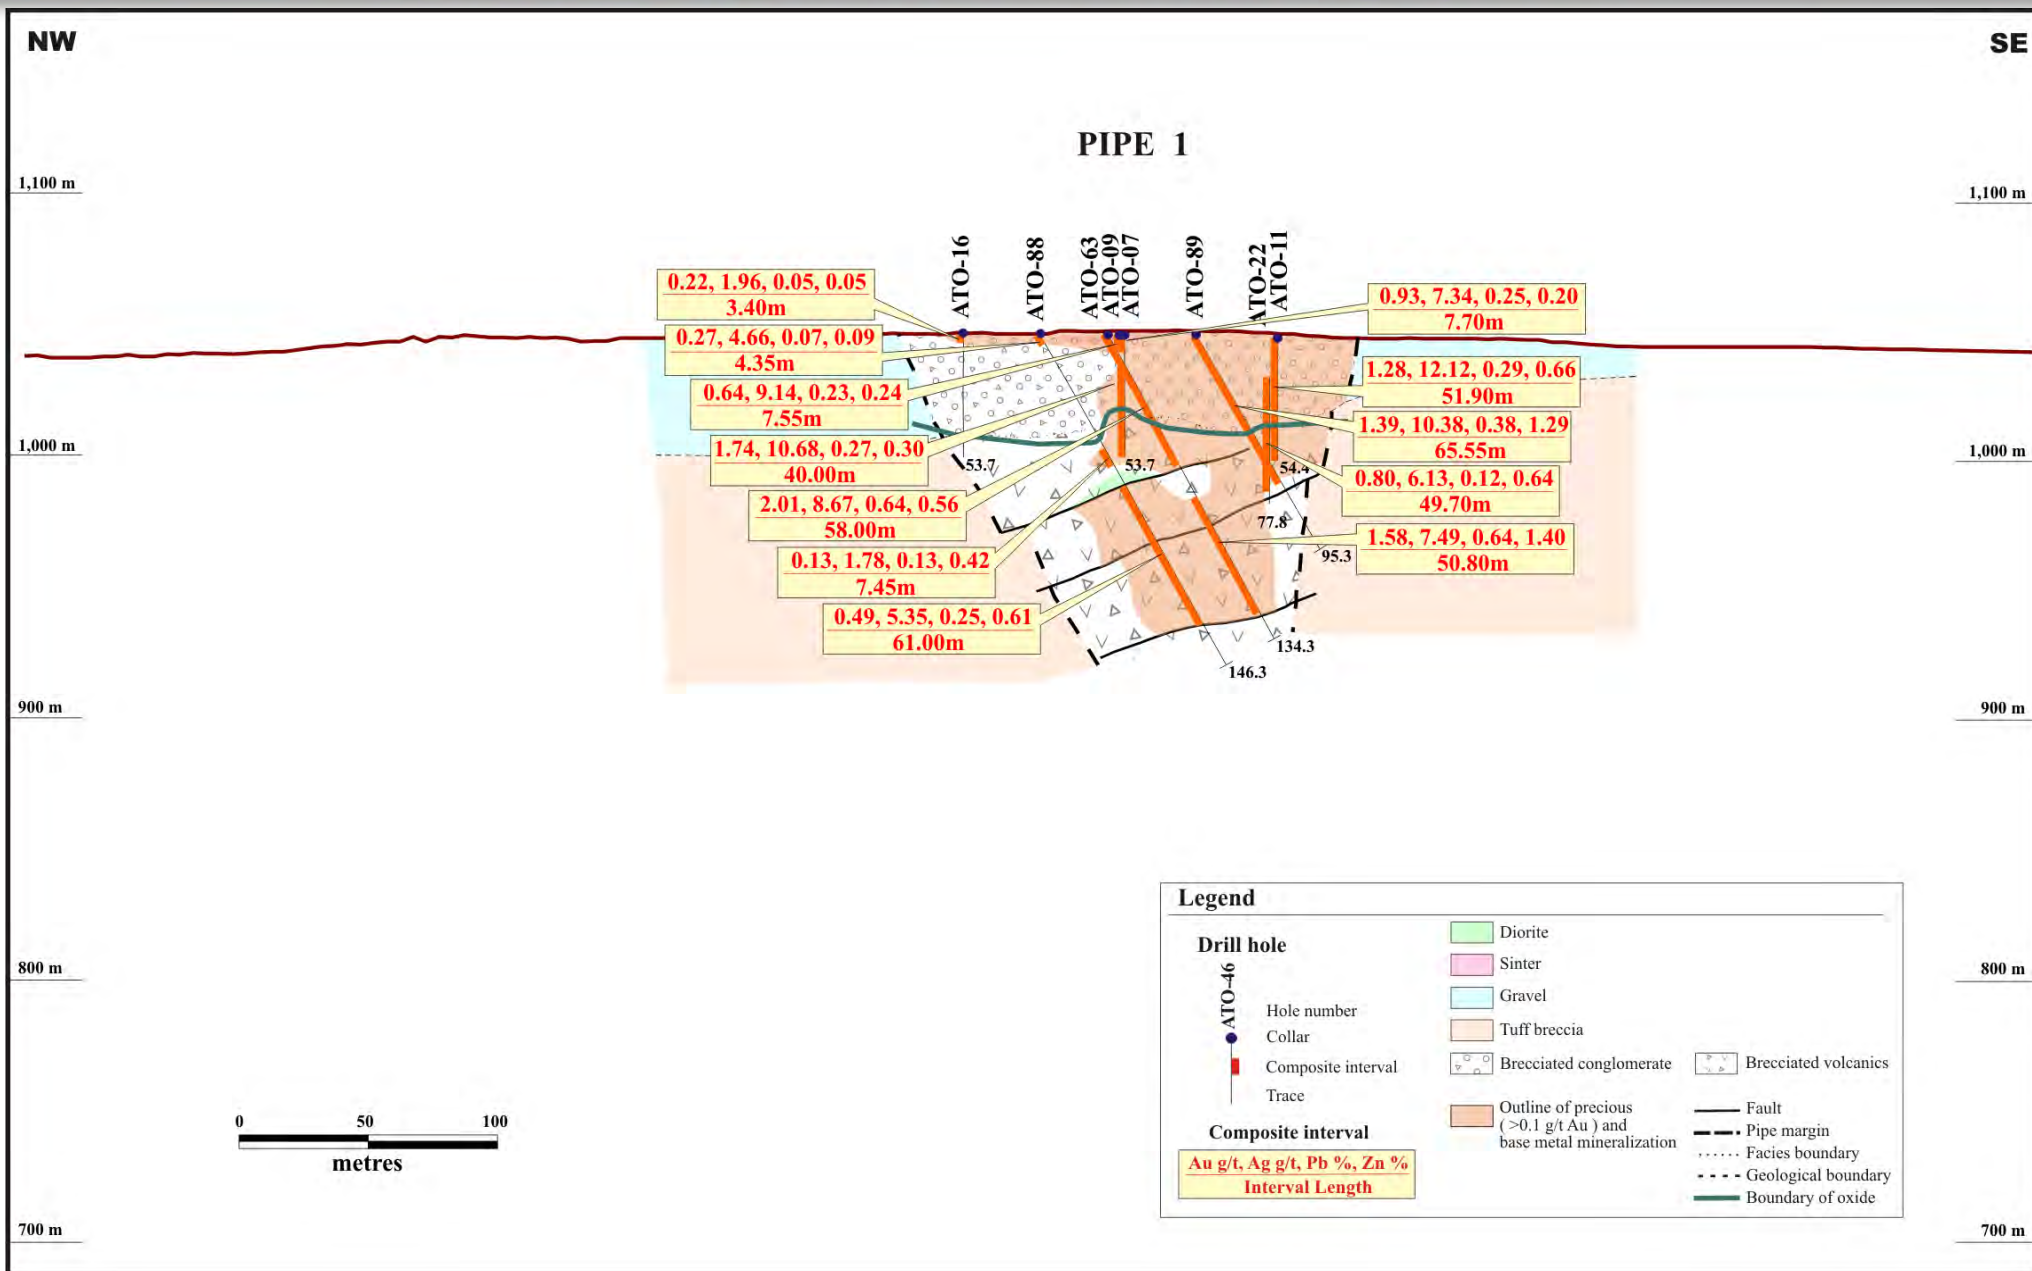 NW
SE
PIPE 1
1,100 m
1,100 m
ATO-16
ATO-88
ATO-63
ATO-09
ATO-07
ATO-89
ATO-22
ATO-11
0.22, 1.96, 0.05, 0.05
3.40m
0.27, 4.66, 0.07, 0.09
4.35m
0.64, 9.14, 0.23, 0.24
7.55m
1.74, 10.68, 0.27, 0.30
40.00m
2.01, 8.67, 0.64, 0.56
58.00m
0.13, 1.78, 0.13, 0.42
7.45m
0.49, 5.35, 0.25, 0.61
61.00m
0.93, 7.34, 0.25, 0.20
7.70m
1.28, 12.12, 0.29, 0.66
51.90m
1.39, 10.38, 0.38, 1.29
65.55m
0.80, 6.13, 0.12, 0.64
49.70m
1.58, 7.49, 0.64, 1.40
50.80m
53.7
53.7
54.4
77.8
95.3
134.3
146.3
1,000 m
1,000 m
900 m
900 m
800 m
800 m
700 m
700 m
0 50 100
metres
Legend
Drill hole
ATO-46
Hole number
Collar
Composite interval
Trace
Composite interval
Au g/t, Ag g/t, Pb %, Zn %
Interval Length
Diorite
Sinter
Gravel
Tuff breccia
Brecciated conglomerate
Outline of precious
( >0.1 g/t Au ) and
base metal mineralization
Brecciated volcanics
Fault
Pipe margin
Facies boundary
Geological boundary
Boundary of oxide